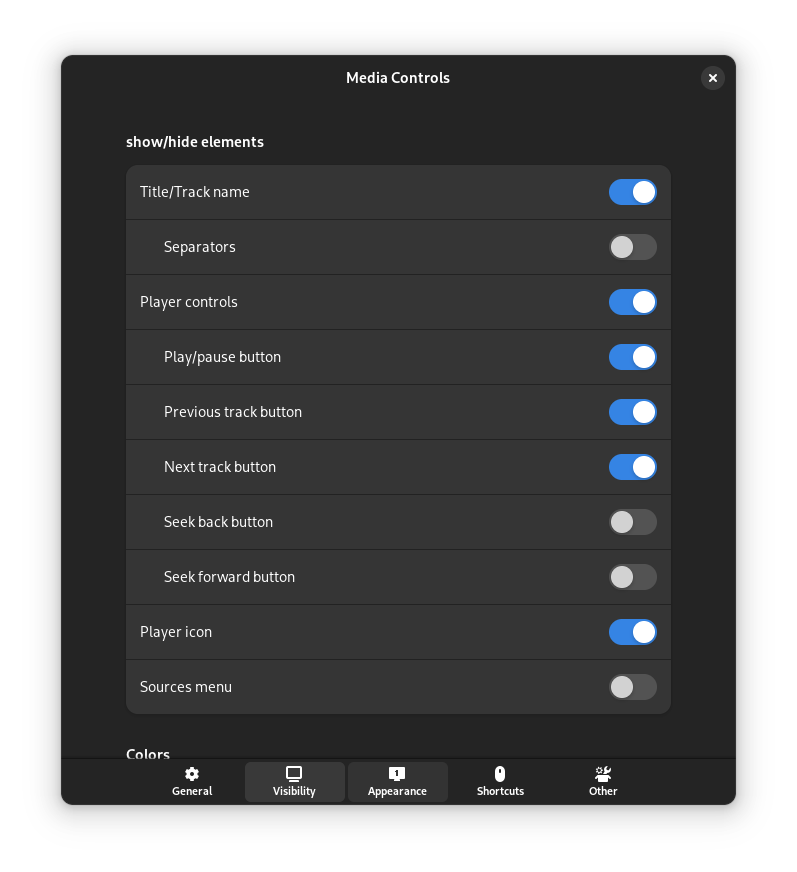 Media Controls
show/hide elements
Title/Track name
Separators
Player controls
Play/pause button
Previous track button
Next track button
Seek back button
Seek forward button
Player icon
Sources menu
Colors
General
Visibility
1
Appearance
Shortcuts
Other